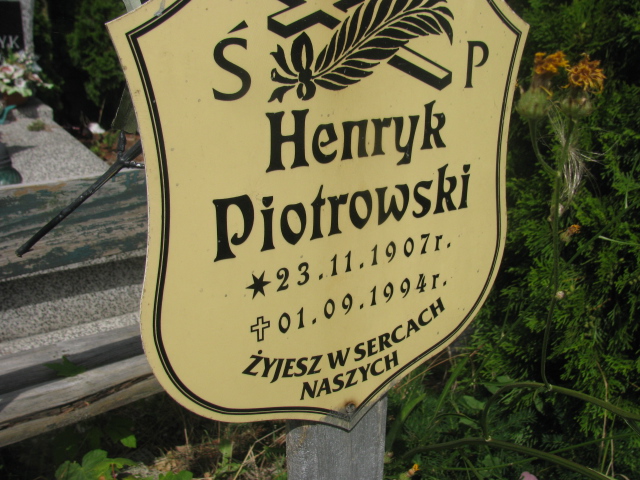 Ś P
Henryk
Piotrowski
✶23.11.1907r.
✝01.09.1994r.
ŻYJESZ W SERCACH
NASZYCH